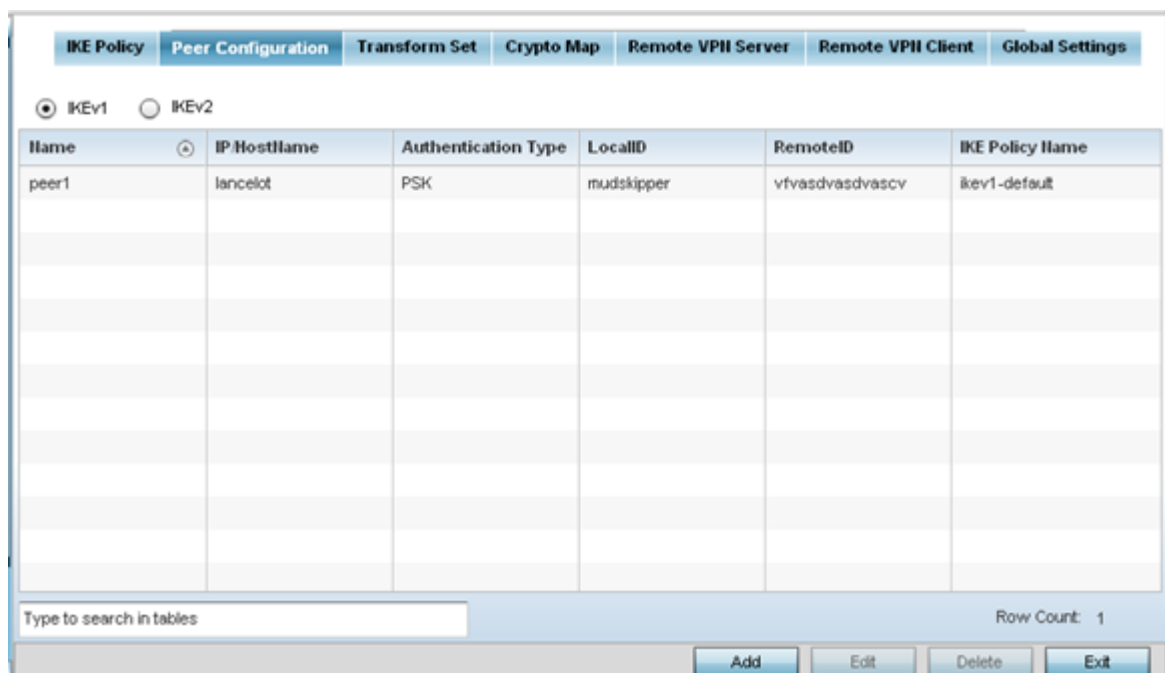 IKE Policy Peer Configuration Transform Set Crypto Map Remote VPN Server Remote VPN Client Global Settings
IKEv1 IKEv2
Name IP/HostName Authentication Type LocalID RemoteID IKE Policy Name
peer1 lancelot PSK mudskipper vfvasdvasdvascv ikev1-default
Type to search in tables Row Count: 1
Add Edit Delete Exit